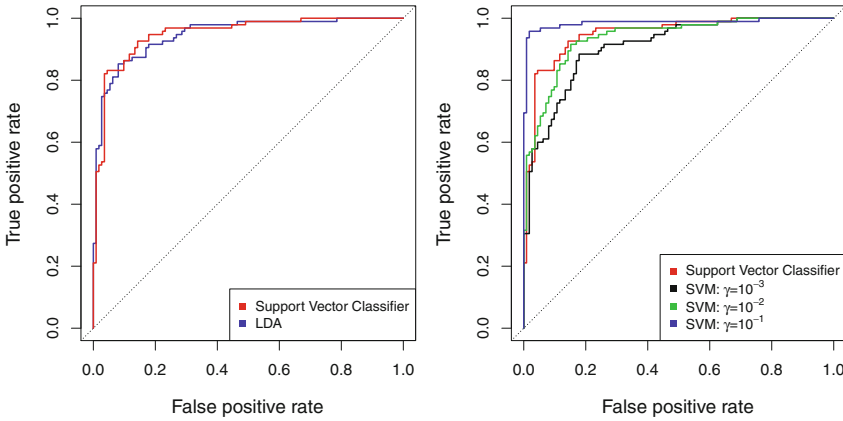 True positive rate
1.0
0.8
0.6
0.4
0.2
0.0
Support Vector Classifier
LDA
0.0 0.2 0.4 0.6 0.8 1.0
False positive rate
True positive rate
1.0
0.8
0.6
0.4
0.2
0.0
Support Vector Classifier
SVM: γ=10⁻³
SVM: γ=10⁻²
SVM: γ=10⁻¹
0.0 0.2 0.4 0.6 0.8 1.0
False positive rate